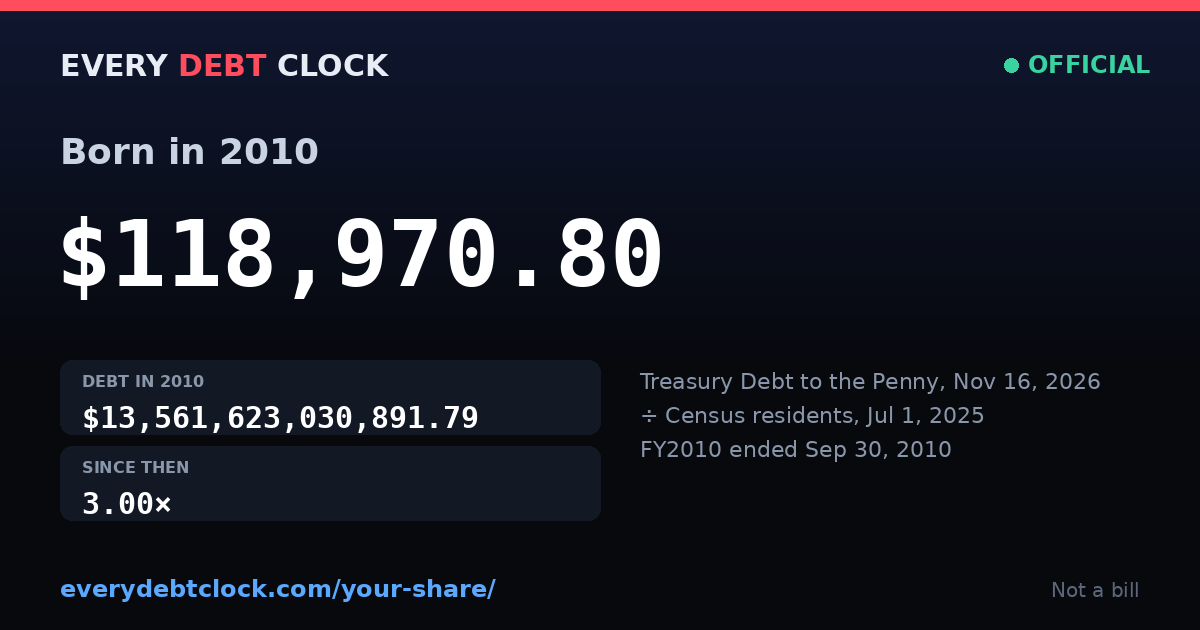 EVERY DEBT CLOCK
OFFICIAL
Born in 2010
$118,970.80
DEBT IN 2010
$13,561,623,030,891.79
SINCE THEN
3.00×
Treasury Debt to the Penny, Nov 16, 2026
÷ Census residents, Jul 1, 2025
FY2010 ended Sep 30, 2010
everydebtclock.com/your-share/
Not a bill